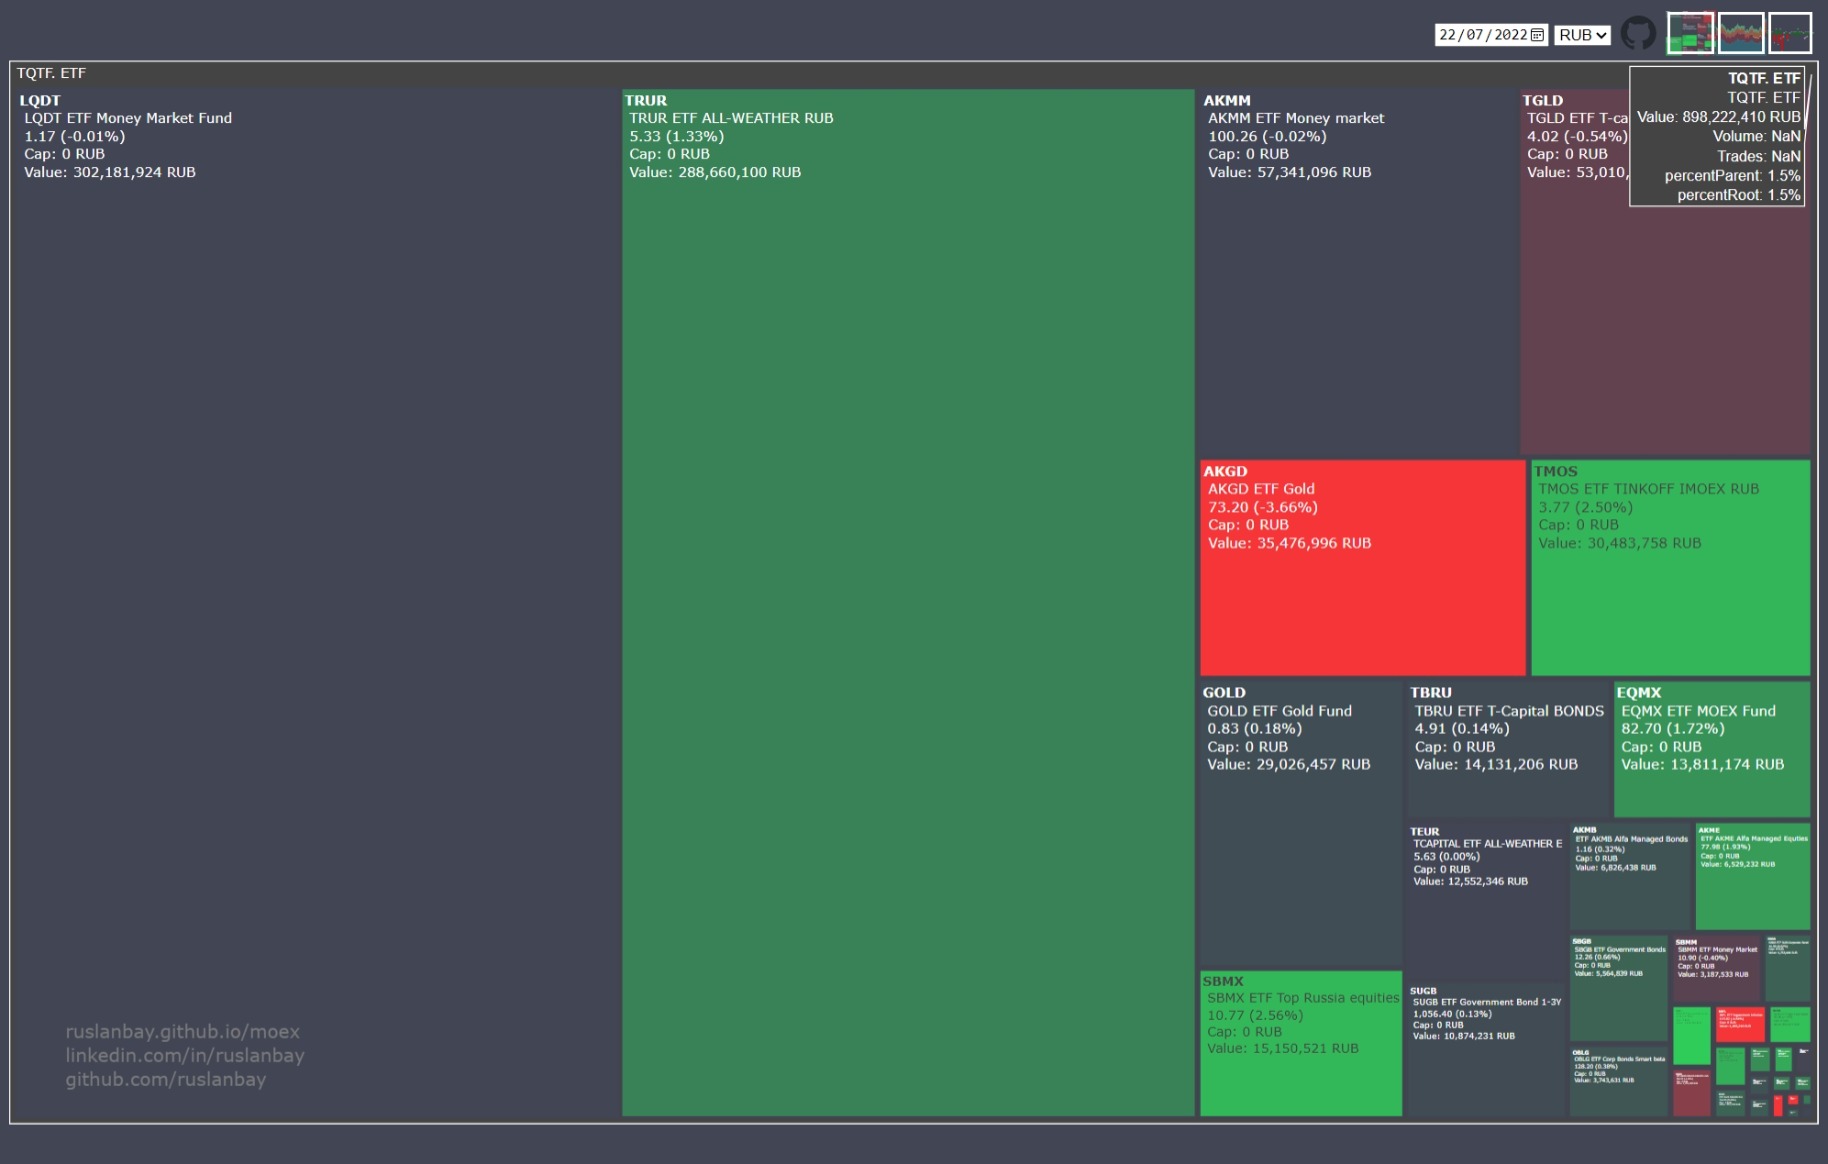 22/07/2022
RUB
TQTF. ETF
TQTF. ETF
TQTF. ETF
Value: 898,222,410 RUB
Volume: NaN
Trades: NaN
percentParent: 1.5%
percentRoot: 1.5%
LQDT
LQDT ETF Money Market Fund
1.17 (-0.01%)
Cap: 0 RUB
Value: 302,181,924 RUB
TRUR
TRUR ETF ALL-WEATHER RUB
5.33 (1.33%)
Cap: 0 RUB
Value: 288,660,100 RUB
AKMM
AKMM ETF Money market
100.26 (-0.02%)
Cap: 0 RUB
Value: 57,341,096 RUB
TGLD
TGLD ETF T-ca
4.02 (-0.54%)
Cap: 0 RUB
Value: 53,010,
AKGD
AKGD ETF Gold
73.20 (-3.66%)
Cap: 0 RUB
Value: 35,476,996 RUB
TMOS
TMOS ETF TINKOFF IMOEX RUB
3.77 (2.50%)
Cap: 0 RUB
Value: 30,483,758 RUB
GOLD
GOLD ETF Gold Fund
0.83 (0.18%)
Cap: 0 RUB
Value: 29,026,457 RUB
TBRU
TBRU ETF T-Capital BONDS
4.91 (0.14%)
Cap: 0 RUB
Value: 14,131,206 RUB
EQMX
EQMX ETF MOEX Fund
82.70 (1.72%)
Cap: 0 RUB
Value: 13,811,174 RUB
TEUR
TCAPITAL ETF ALL-WEATHER E
5.63 (0.00%)
Cap: 0 RUB
Value: 12,552,346 RUB
AKMB
ETF AKMB Alfa Managed Bonds
1.16 (0.32%)
Cap: 0 RUB
Value: 6,826,438 RUB
AKME
ETF AKME Alfa Managed Equities
77.98 (1.93%)
Cap: 0 RUB
Value: 6,529,232 RUB
SBMX
SBMX ETF Top Russia equities
10.77 (2.56%)
Cap: 0 RUB
Value: 15,150,521 RUB
SUGB
SUGB ETF Government Bond 1-3Y
1,056.40 (0.13%)
Cap: 0 RUB
Value: 10,874,231 RUB
SBGB
SBGB ETF Government Bonds
12.26 (0.66%)
Cap: 0 RUB
Value: 5,564,839 RUB
SBMM
SBMM ETF Money Market
10.90 (-0.40%)
Cap: 0 RUB
Value: 3,187,533 RUB
OBLG
OBLG ETF Corp Bonds Smart beta
128.20 (0.38%)
Cap: 0 RUB
Value: 3,743,631 RUB
ruslanbay.github.io/moex
linkedin.com/in/ruslanbay
github.com/ruslanbay